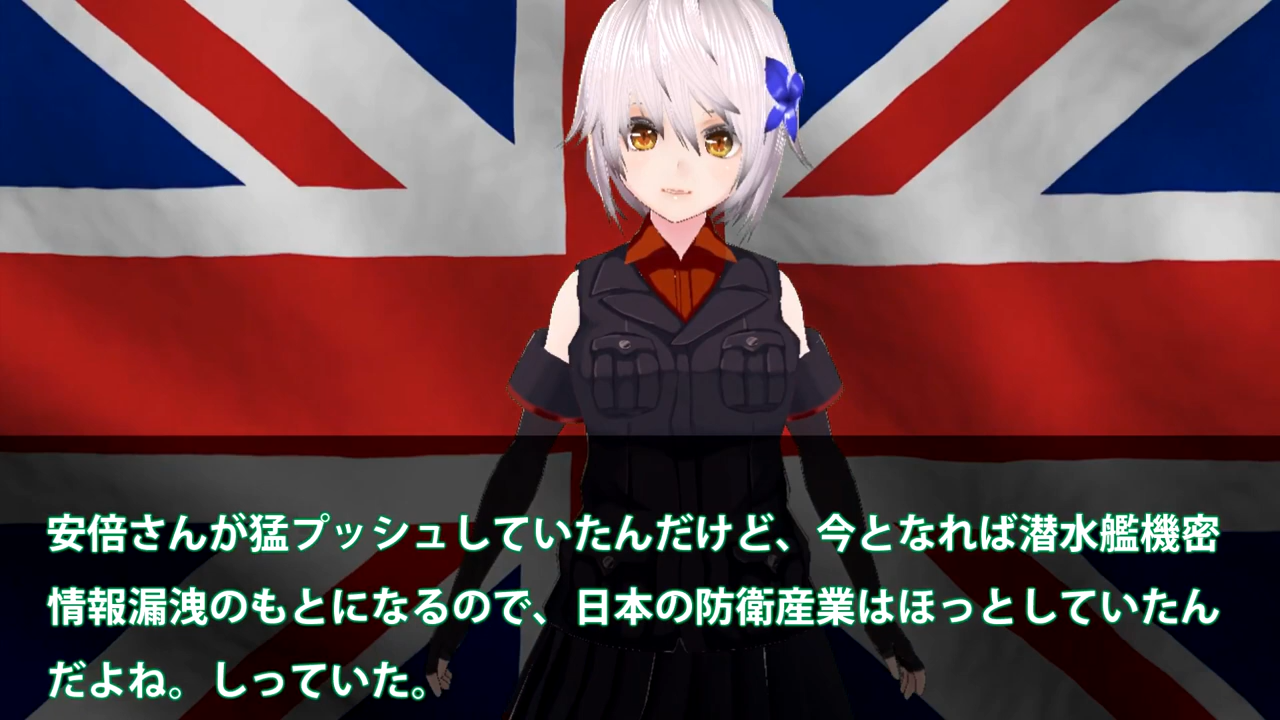 安倍さんが猛プッシュしていたんだけど、今となれば潜水艦機密
情報漏洩のもとになるので、日本の防衛産業はほっとしていたん
だよね。しっていた。